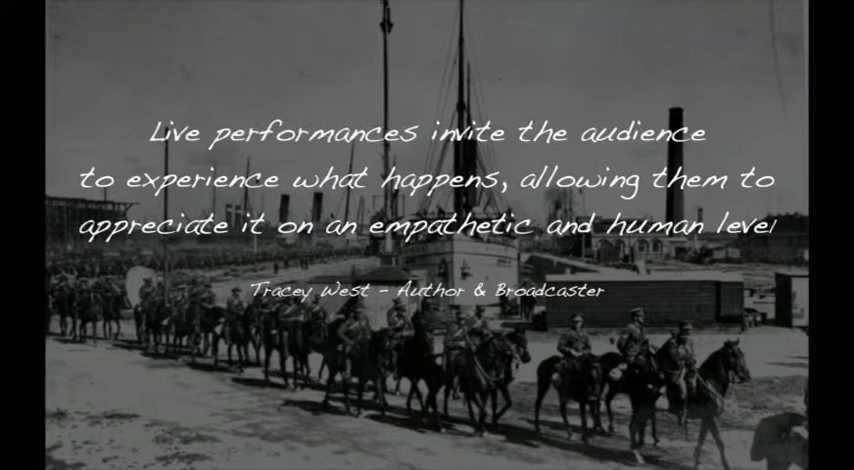 Live performances invite the audience
to experience what happens, allowing them to
appreciate it on an empathetic and human level
Tracey West - Author & Broadcaster